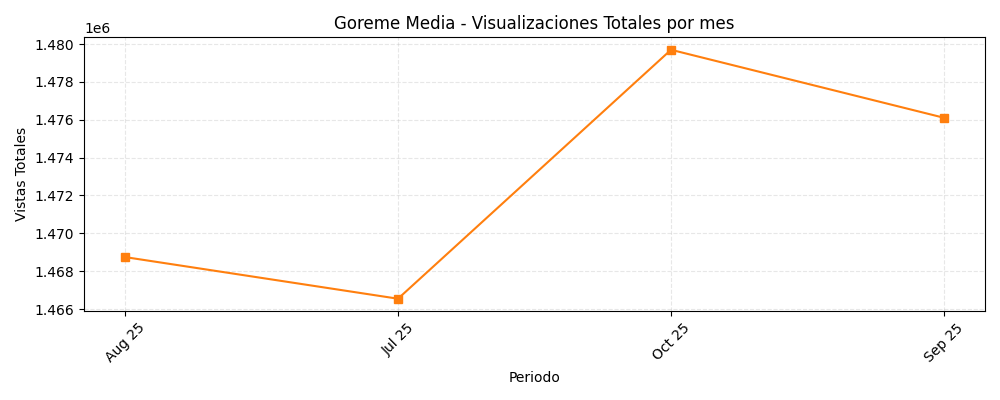 Goreme Media - Visualizaciones Totales por mes
1e6
1.480
1.478
1.476
1.474
1.472
1.470
1.468
1.466
Vistas Totales
Aug 25
Jul 25
Oct 25
Sep 25
Periodo